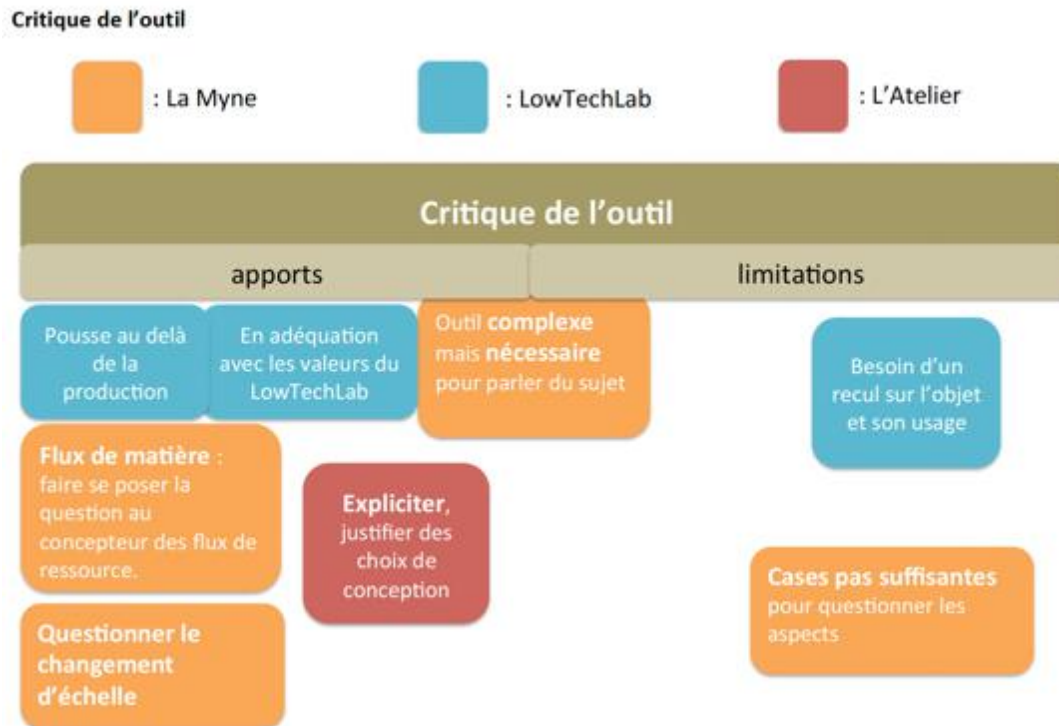 Critique de l’outil
: La Myne
: LowTechLab
: L’Atelier
Critique de l’outil
apports
limitations
Pousse au delà
de la
production
En adéquation
avec les valeurs du
LowTechLab
Outil complexe
mais nécessaire
pour parler du sujet
Besoin d’un
recul sur l’objet
et son usage
Flux de matière :
faire se poser la
question au
concepteur des flux de
ressource.
Expliciter,
justifier des
choix de
conception
Cases pas suffisantes
pour questionner les
aspects
Questionner le
changement
d’échelle